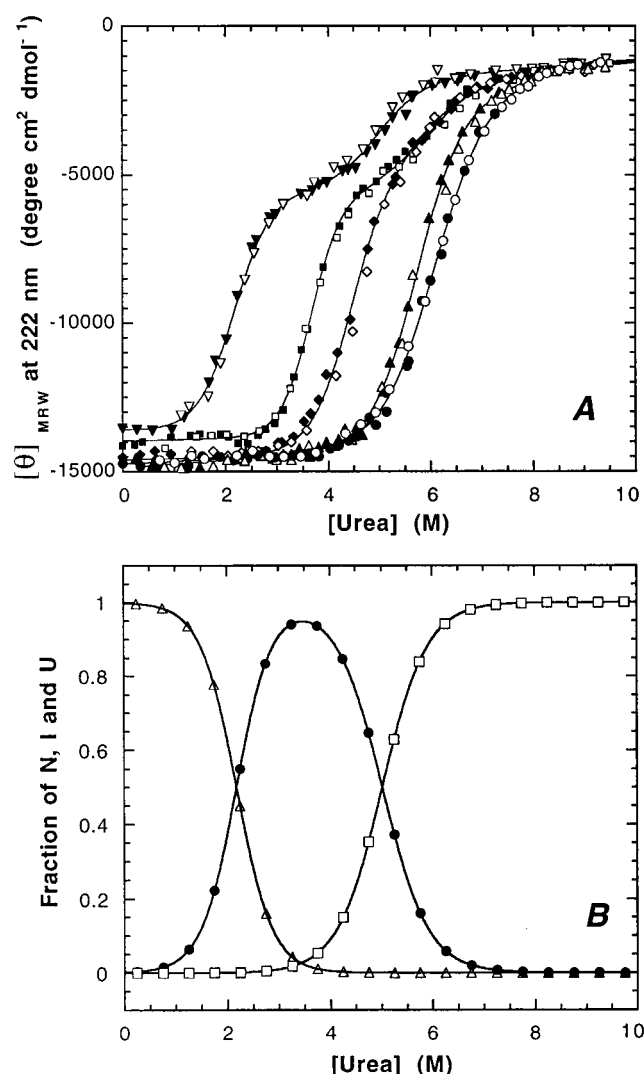 0
-5000
-10000
-15000
[θ] MRW at 222 nm (degree cm² dmol⁻¹)
A
0 2 4 6 8 10
[Urea] (M)
1
0.8
0.6
0.4
0.2
0
Fraction of N, I and U
B
0 2 4 6 8 10
[Urea] (M)